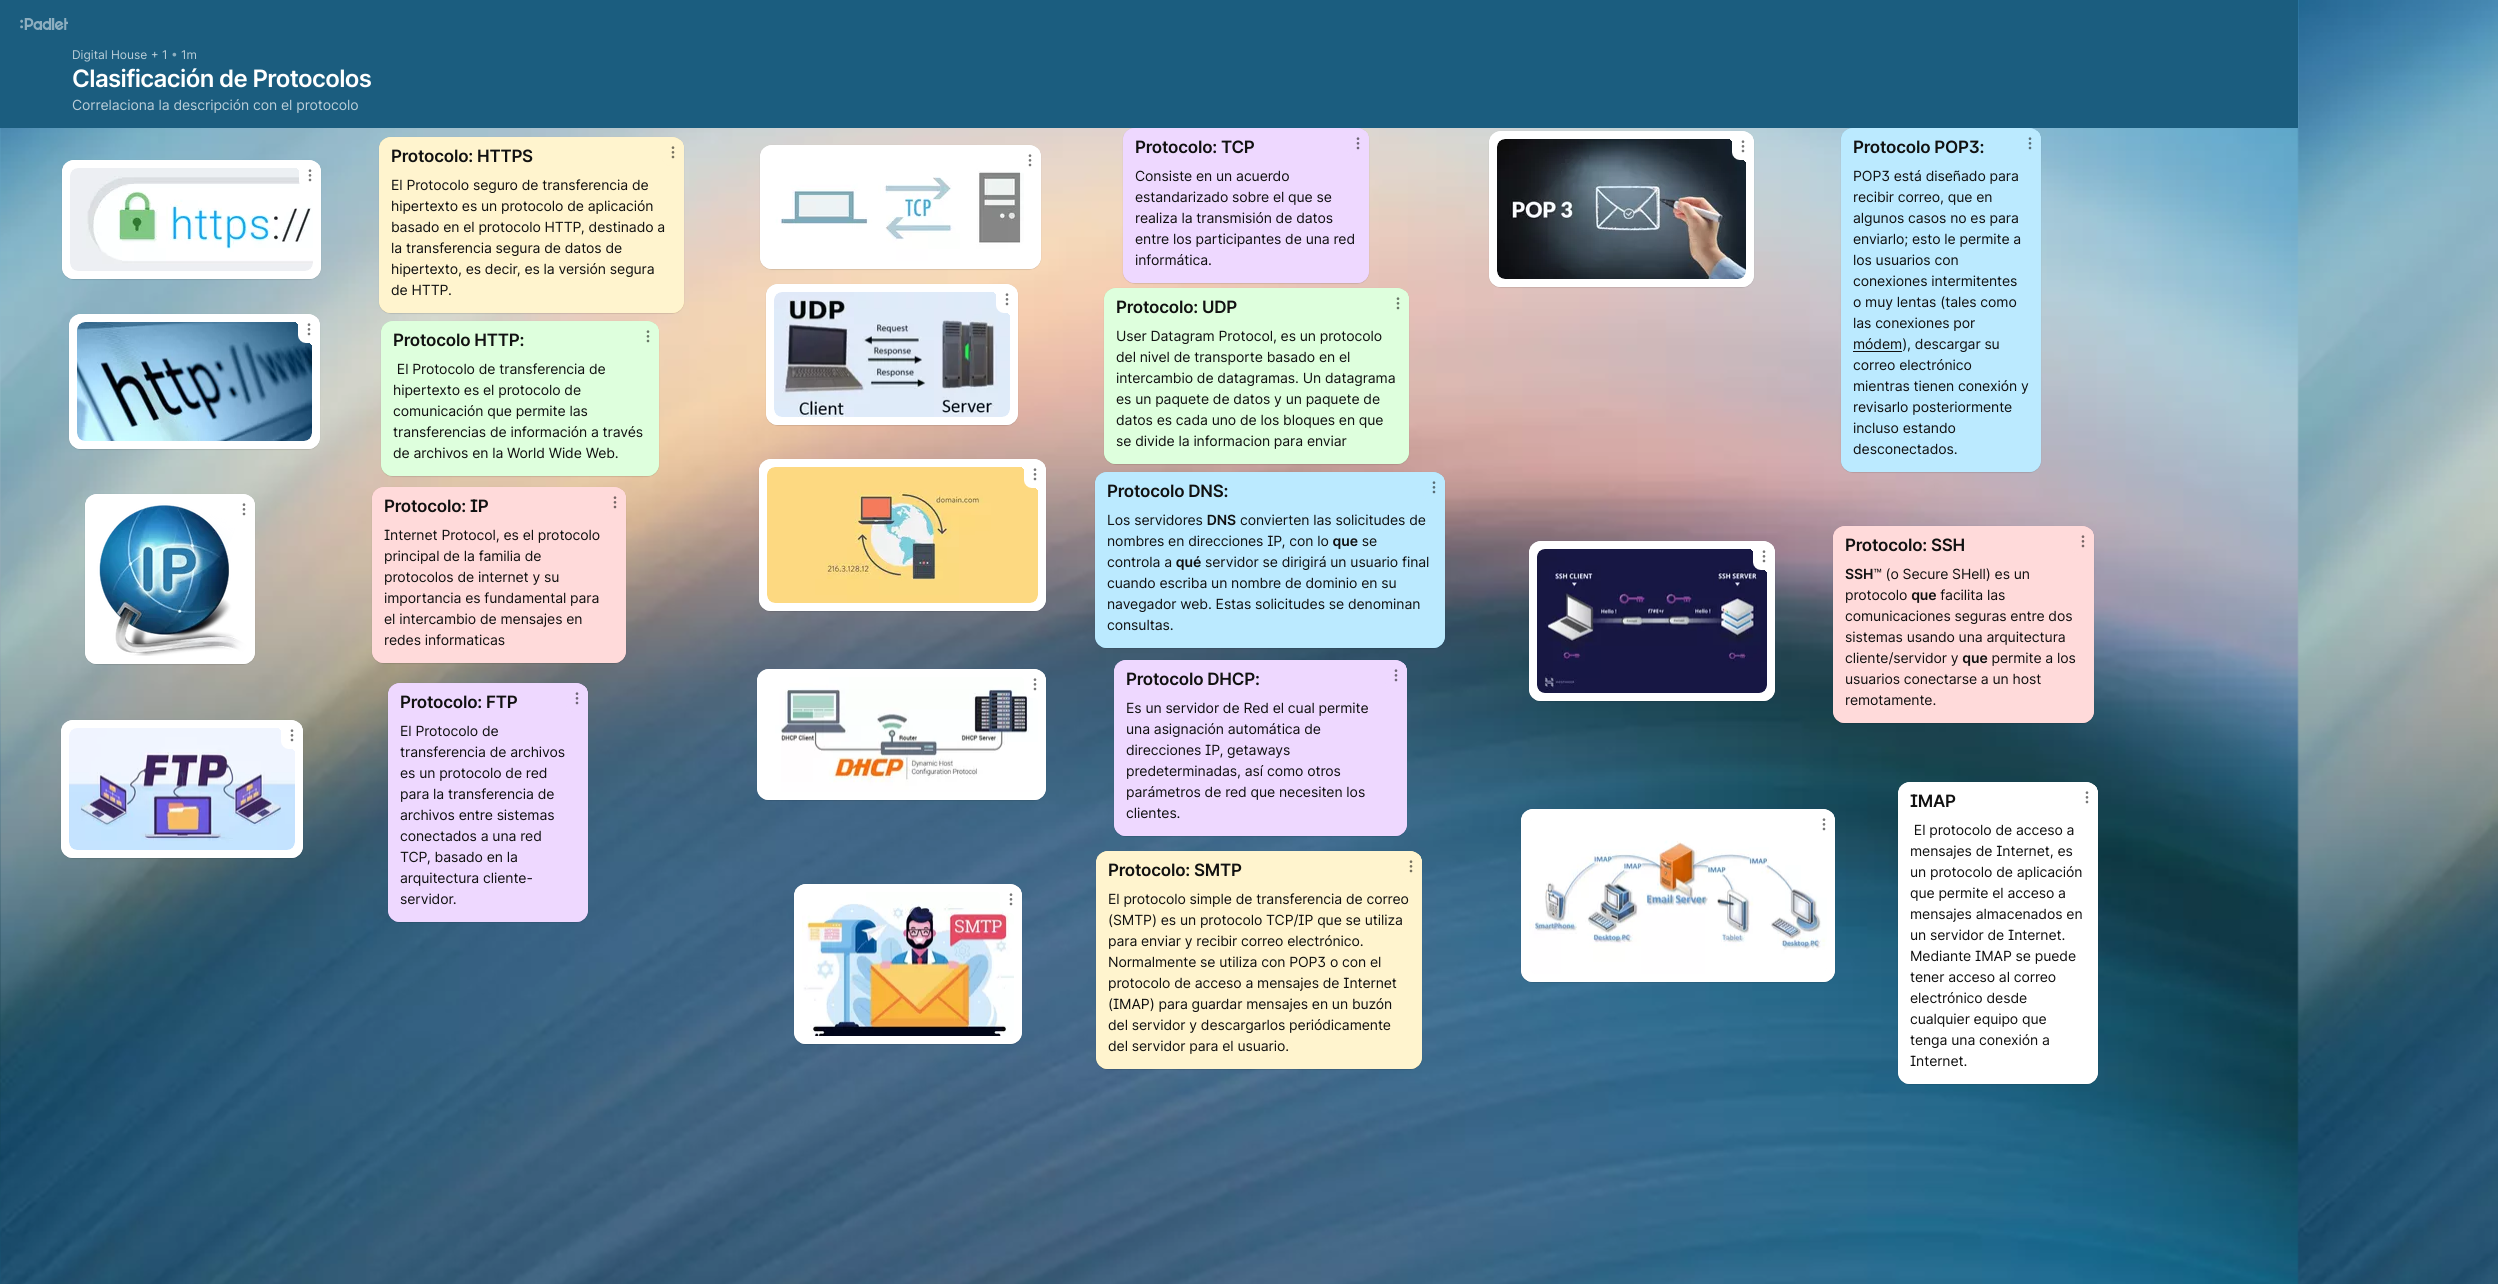 :Padlet
Digital House + 1 • 1m
Clasificación de Protocolos
Correlaciona la descripción con el protocolo
https://
Protocolo: HTTPS
El Protocolo seguro de transferencia de
hipertexto es un protocolo de aplicación
basado en el protocolo HTTP, destinado a
la transferencia segura de datos de
hipertexto, es decir, es la versión segura
de HTTP.
http://www
Protocolo HTTP:
El Protocolo de transferencia de
hipertexto es el protocolo de
comunicación que permite las
transferencias de información a través
de archivos en la World Wide Web.
IP
Protocolo: IP
Internet Protocol, es el protocolo
principal de la familia de
protocolos de internet y su
importancia es fundamental para
el intercambio de mensajes en
redes informaticas
FTP
Protocolo: FTP
El Protocolo de
transferencia de archivos
es un protocolo de red
para la transferencia de
archivos entre sistemas
conectados a una red
TCP, basado en la
arquitectura cliente-
servidor.
TCP
Protocolo: TCP
Consiste en un acuerdo
estandarizado sobre el que se
realiza la transmisión de datos
entre los participantes de una red
informática.
UDP
Request
Response
Response
Client
Server
Protocolo: UDP
User Datagram Protocol, es un protocolo
del nivel de transporte basado en el
intercambio de datagramas. Un datagrama
es un paquete de datos y un paquete de
datos es cada uno de los bloques en que
se divide la informacion para enviar
domain.com
216.3.128.12
Protocolo DNS:
Los servidores DNS convierten las solicitudes de
nombres en direcciones IP, con lo que se
controla a qué servidor se dirigirá un usuario final
cuando escriba un nombre de dominio en su
navegador web. Estas solicitudes se denominan
consultas.
DHCP Client
Router
DHCP Server
DHCP
Dynamic Host
Configuration Protocol
Protocolo DHCP:
Es un servidor de Red el cual permite
una asignación automática de
direcciones IP, getaways
predeterminadas, así como otros
parámetros de red que necesiten los
clientes.
SMTP
Protocolo: SMTP
El protocolo simple de transferencia de correo
(SMTP) es un protocolo TCP/IP que se utiliza
para enviar y recibir correo electrónico.
Normalmente se utiliza con POP3 o con el
protocolo de acceso a mensajes de Internet
(IMAP) para guardar mensajes en un buzón
del servidor y descargarlos periódicamente
del servidor para el usuario.
POP 3
Protocolo POP3:
POP3 está diseñado para
recibir correo, que en
algunos casos no es para
enviarlo; esto le permite a
los usuarios con
conexiones intermitentes
o muy lentas (tales como
las conexiones por
módem), descargar su
correo electrónico
mientras tienen conexión y
revisarlo posteriormente
incluso estando
desconectados.
SSH CLIENT
SSH SERVER
Hello !
Hello !
Protocolo: SSH
SSH™ (o Secure SHell) es un
protocolo que facilita las
comunicaciones seguras entre dos
sistemas usando una arquitectura
cliente/servidor y que permite a los
usuarios conectarse a un host
remotamente.
IMAP
IMAP
IMAP
IMAP
Email Server
SmartPhone
Desktop PC
Tablet
Desktop PC
IMAP
El protocolo de acceso a
mensajes de Internet, es
un protocolo de aplicación
que permite el acceso a
mensajes almacenados en
un servidor de Internet.
Mediante IMAP se puede
tener acceso al correo
electrónico desde
cualquier equipo que
tenga una conexión a
Internet.